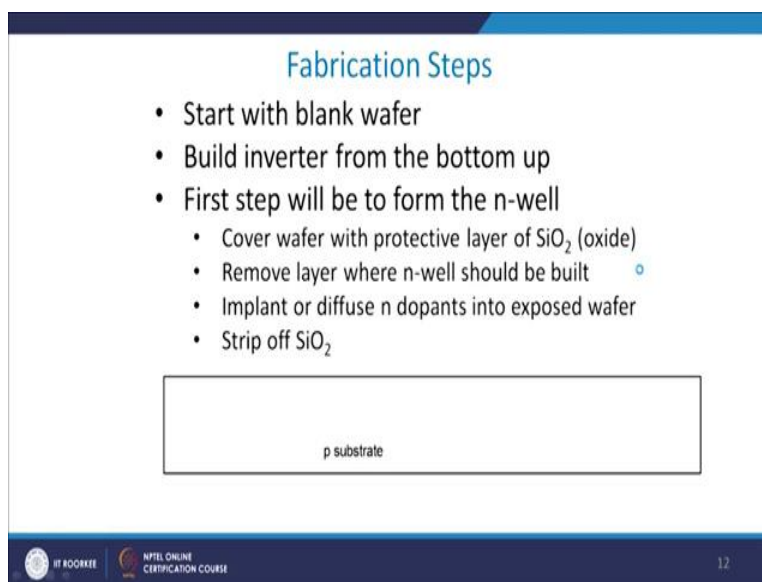 Fabrication Steps
• Start with blank wafer
• Build inverter from the bottom up
• First step will be to form the n-well
• Cover wafer with protective layer of SiO₂ (oxide)
• Remove layer where n-well should be built
• Implant or diffuse n dopants into exposed wafer
• Strip off SiO₂
p substrate
IIT ROORKEE
NPTEL ONLINE
CERTIFICATION COURSE
12